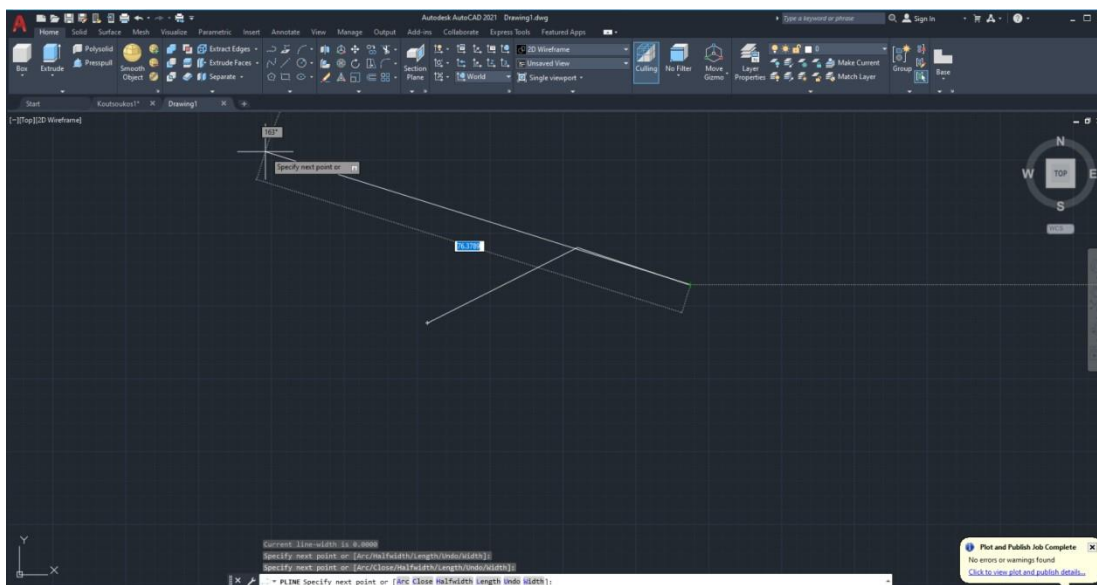 Autodesk AutoCAD 2021 Drawing1.dwg
Type a keyword or phrase
Sign In
Home Solid Surface Mesh Visualize Parametric Insert Annotate View Manage Output Add-ins Collaborate Express Tools Featured Apps
Polysolid
Presspull
Extract Edges
Extrude Faces
Separate
Box
Extrude
Smooth Object
Section Plane
2D Wireframe
Unsaved View
World
Single viewport
Culling
No Filter
Move Gizmo
Layer Properties
0
Make Current
Match Layer
Group
Base
Start Koutsoukos1* Drawing1
[-][Top][2D Wireframe]
163°
Specify next point or
N
W TOP E
S
WCS
Y
X
Current line-width is 0.0000
Specify next point or [Arc/Halfwidth/Length/Undo/Width]:
Specify next point or [Arc/Close/Halfwidth/Length/Undo/Width]:
PLINE Specify next point or [Arc Close Halfwidth Length Undo Width]:
Plot and Publish Job Complete
No errors or warnings found
Click to view plot and publish details...